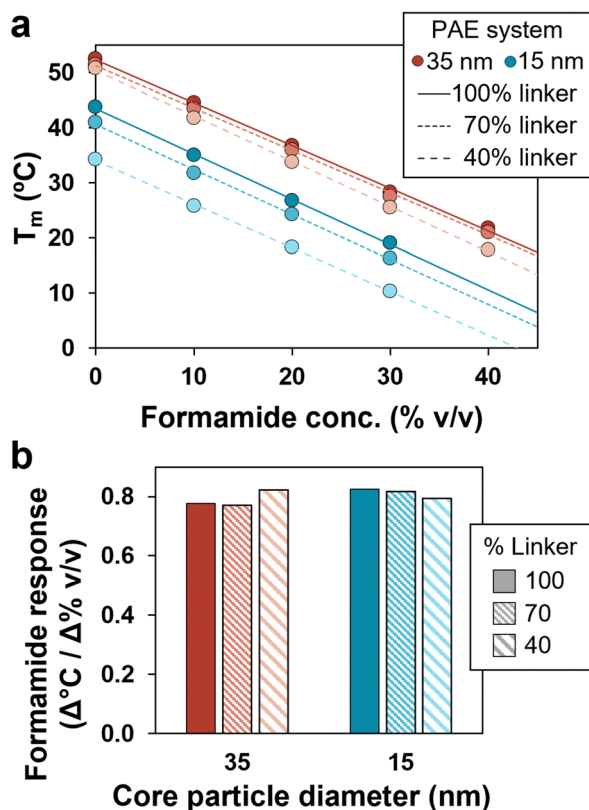 a
PAE system
35 nm 15 nm
100% linker
70% linker
40% linker
Tm (ºC)
50
40
30
20
10
0
0 10 20 30 40
Formamide conc. (% v/v)
b
Formamide response
(Δ°C / Δ% v/v)
0.8
0.6
0.4
0.2
0.0
% Linker
100
70
40
35 15
Core particle diameter (nm)